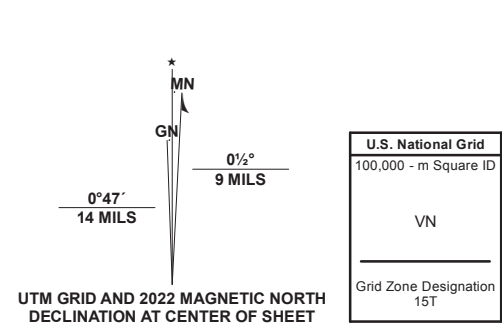 ★
MN
GN
0½°
9 MILS
0°47´
14 MILS
UTM GRID AND 2022 MAGNETIC NORTH
DECLINATION AT CENTER OF SHEET
U.S. National Grid
100,000 - m Square ID
VN
Grid Zone Designation
15T